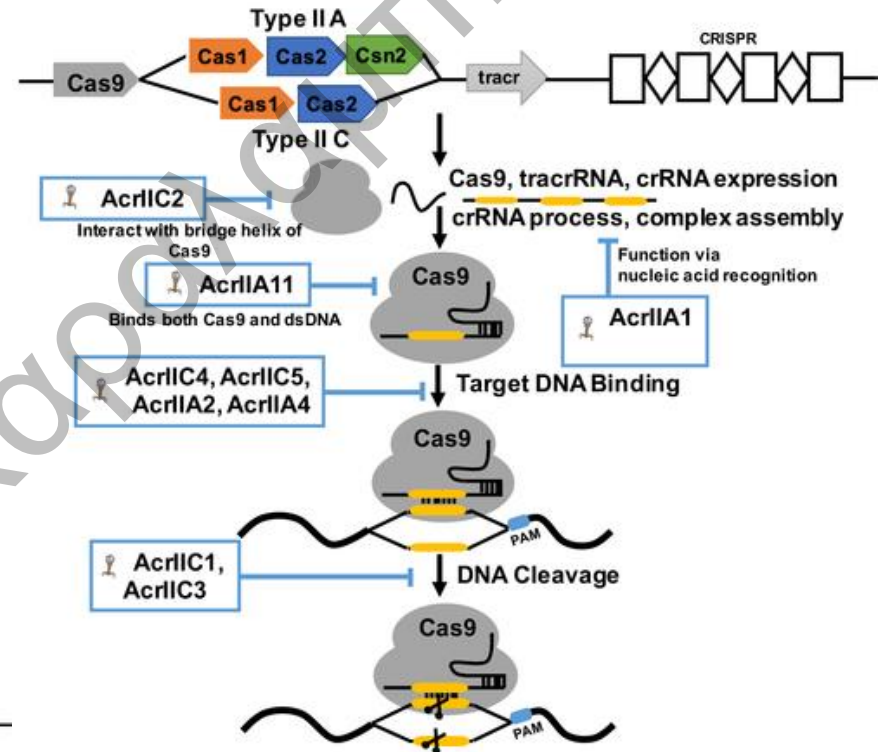 Type II A
Cas9
Cas1
Cas2
Csn2
tracr
CRISPR
Cas1
Cas2
Type II C
AcrIIC2
Interact with bridge helix of
Cas9
Cas9, tracrRNA, crRNA expression
crRNA process, complex assembly
AcrIIA11
Binds both Cas9 and dsDNA
Cas9
Function via
nucleic acid recognition
AcrIIA1
AcrIIC4, AcrIIC5,
AcrIIA2, AcrIIA4
Target DNA Binding
Cas9
PAM
AcrIIC1,
AcrIIC3
DNA Cleavage
Cas9
PAM